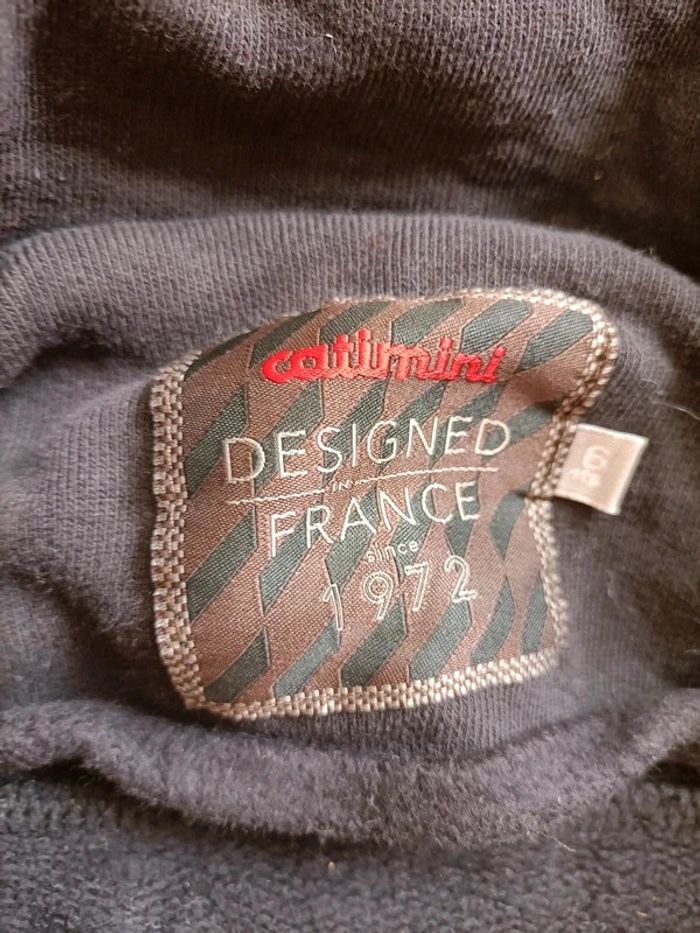 catimini
DESIGNED
IN
FRANCE
since
1972